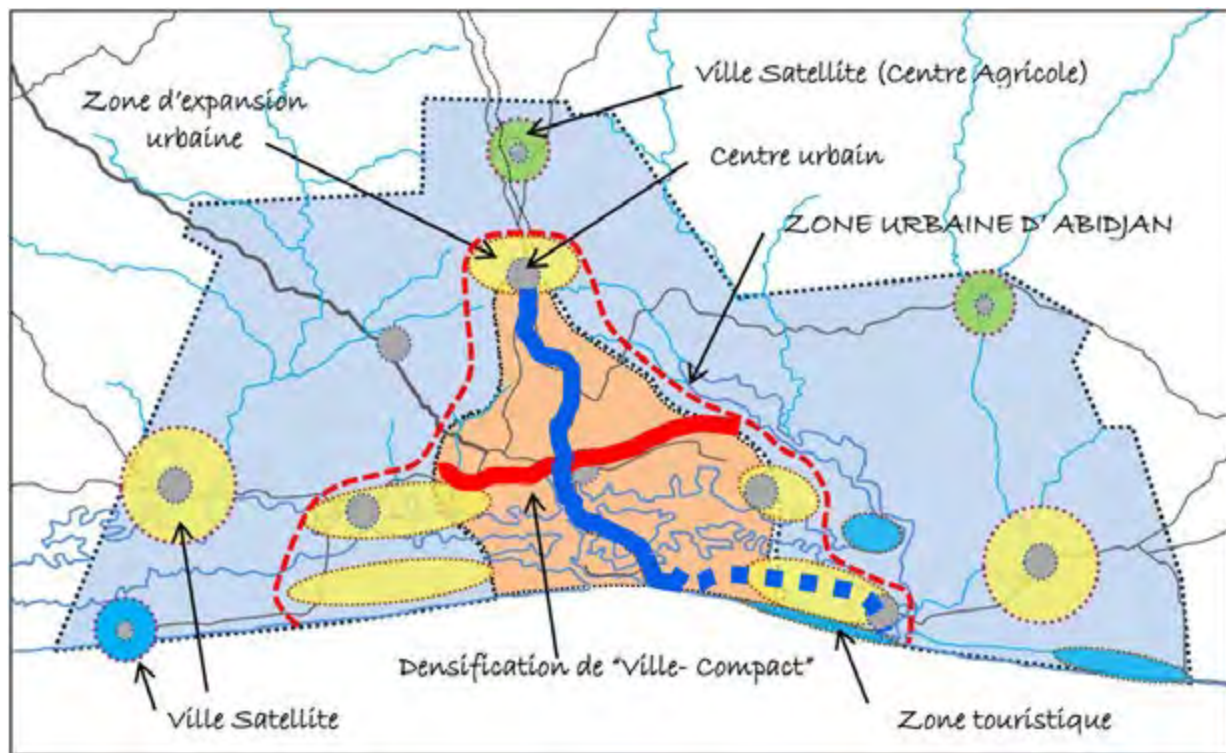 Ville Satellite (Centre Agricole)
Zone d'expansion
urbaine
Centre urbain
ZONE URBAINE D' ABIDJAN
Densification de "Ville- Compact"
Ville Satellite
Zone touristique